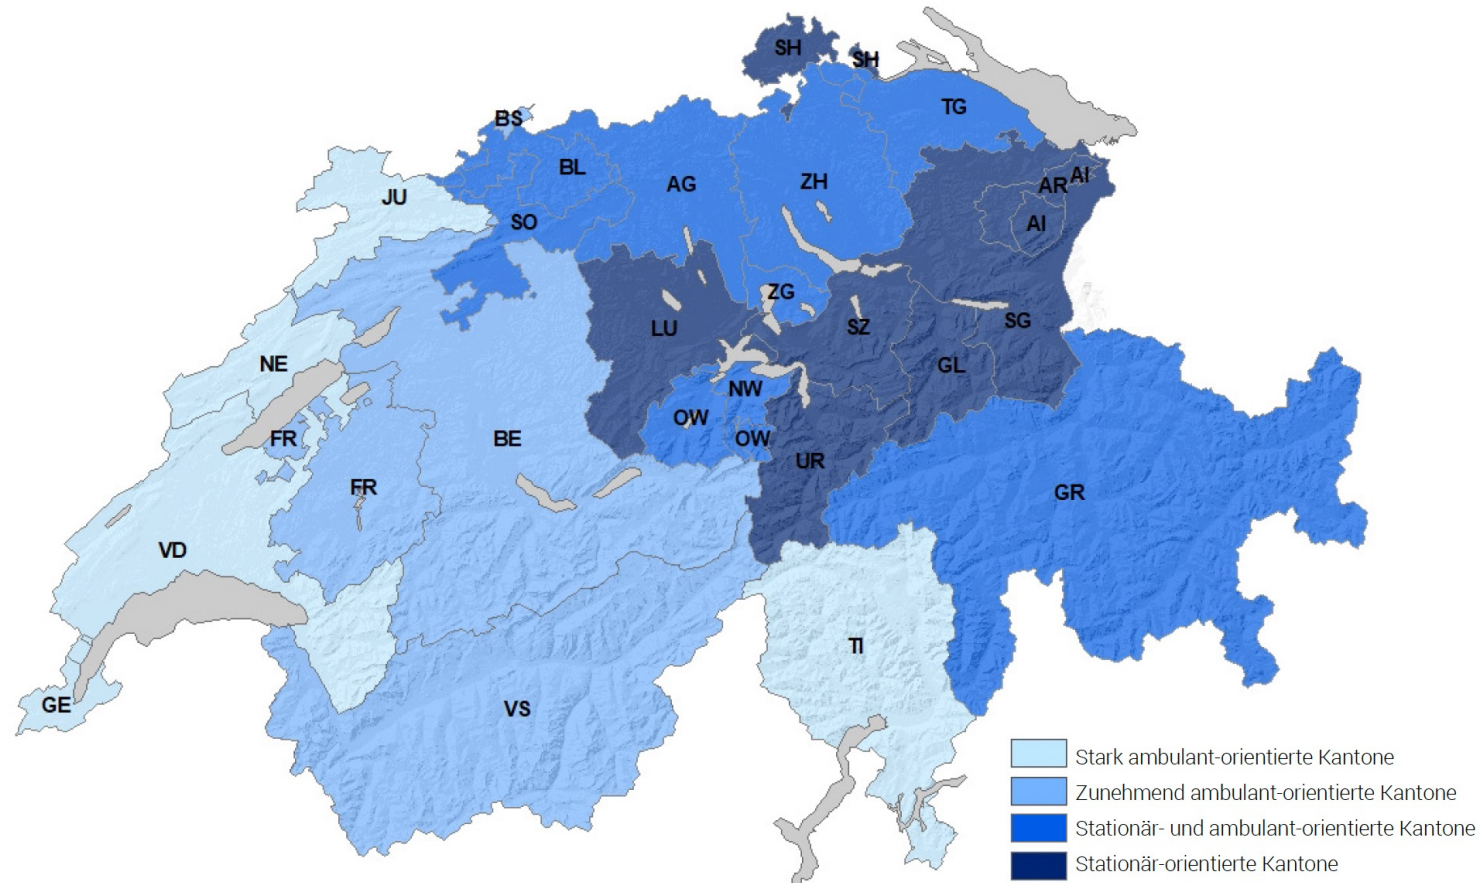 SH
SH
TG
BS
BL
AG
ZH
AI
AR
JU
SO
AI
ZG
LU
SZ
SG
NE
GL
NW
OW
FR
BE
OW
UR
FR
GR
VD
TI
GE
VS
Stark ambulant-orientierte Kantone
Zunehmend ambulant-orientierte Kantone
Stationär- und ambulant-orientierte Kantone
Stationär-orientierte Kantone